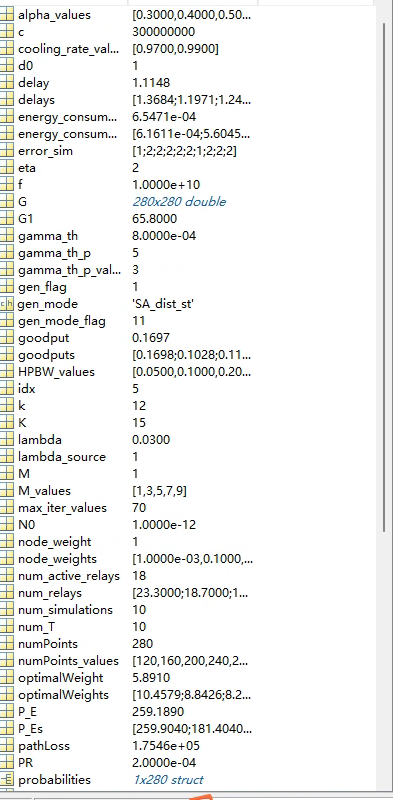 alpha_values [0.3000,0.4000,0.50...
c 300000000
cooling_rate_val... [0.9700,0.9900]
d0 1
delay 1.1148
delays [1.3684;1.1971;1.24...
energy_consum... 6.5471e-04
energy_consum... [6.1611e-04;5.6045...
error_sim [1;2;2;2;2;2;1;2;2;2]
eta 2
f 1.0000e+10
G 280x280 double
G1 65.8000
gamma_th 8.0000e-04
gamma_th_p 5
gamma_th_p_val... 3
gen_flag 1
gen_mode 'SA_dist_st'
gen_mode_flag 11
goodput 0.1697
goodputs [0.1698;0.1028;0.11...
HPBW_values [0.0500,0.1000,0.20...
idx 5
k 12
K 15
lambda 0.0300
lambda_source 1
M 1
M_values [1,3,5,7,9]
max_iter_values 70
N0 1.0000e-12
node_weight 1
node_weights [1.0000e-03,0.1000,...
num_active_relays 18
num_relays [23.3000;18.7000;1...
num_simulations 10
num_T 10
numPoints 280
numPoints_values [120,160,200,240,2...
optimalWeight 5.8910
optimalWeights [10.4579;8.8426;8.2...
P_E 259.1890
P_Es [259.9040;181.4040...
pathLoss 1.7546e+05
PR 2.0000e-04
probabilities 1x280 struct